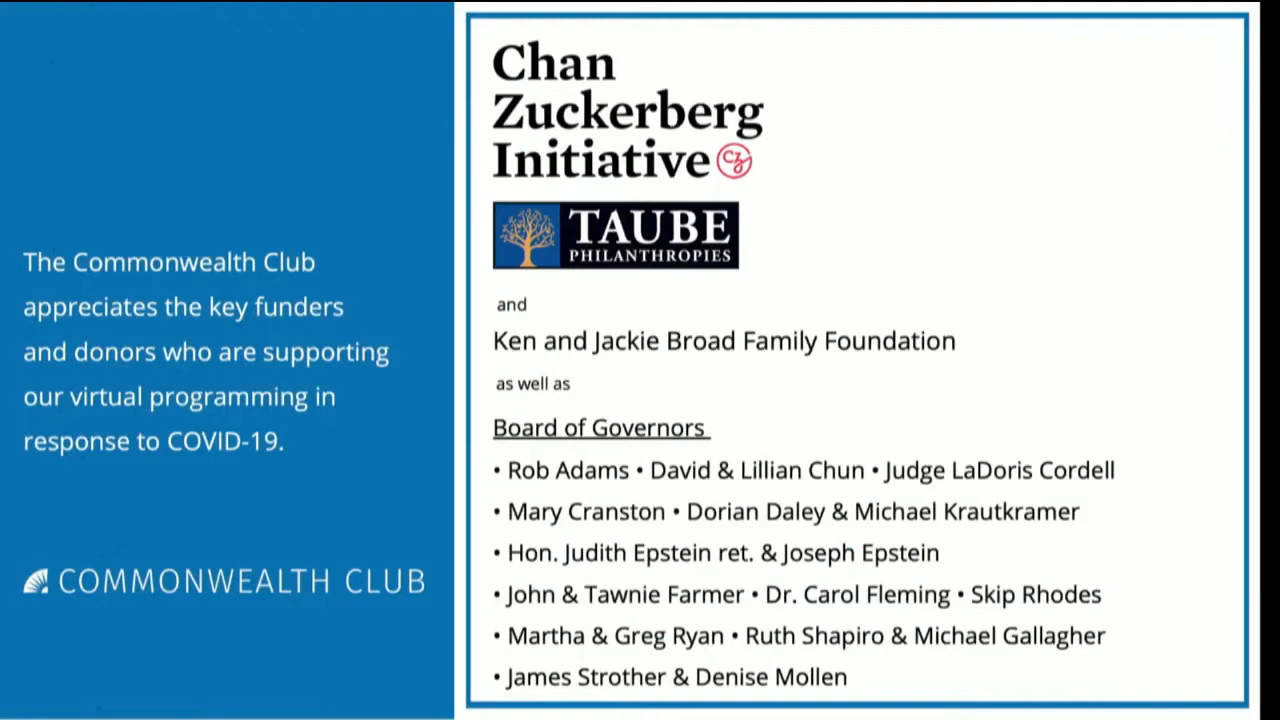 The Commonwealth Club
appreciates the key funders
and donors who are supporting
our virtual programming in
response to COVID-19.
COMMONWEALTH CLUB
Chan
Zuckerberg
Initiative
CZ
TAUBE
PHILANTHROPIES
and
Ken and Jackie Broad Family Foundation
as well as
Board of Governors
• Rob Adams • David & Lillian Chun • Judge LaDoris Cordell
• Mary Cranston • Dorian Daley & Michael Krautkramer
• Hon. Judith Epstein ret. & Joseph Epstein
• John & Tawnie Farmer • Dr. Carol Fleming • Skip Rhodes
• Martha & Greg Ryan • Ruth Shapiro & Michael Gallagher
• James Strother & Denise Mollen